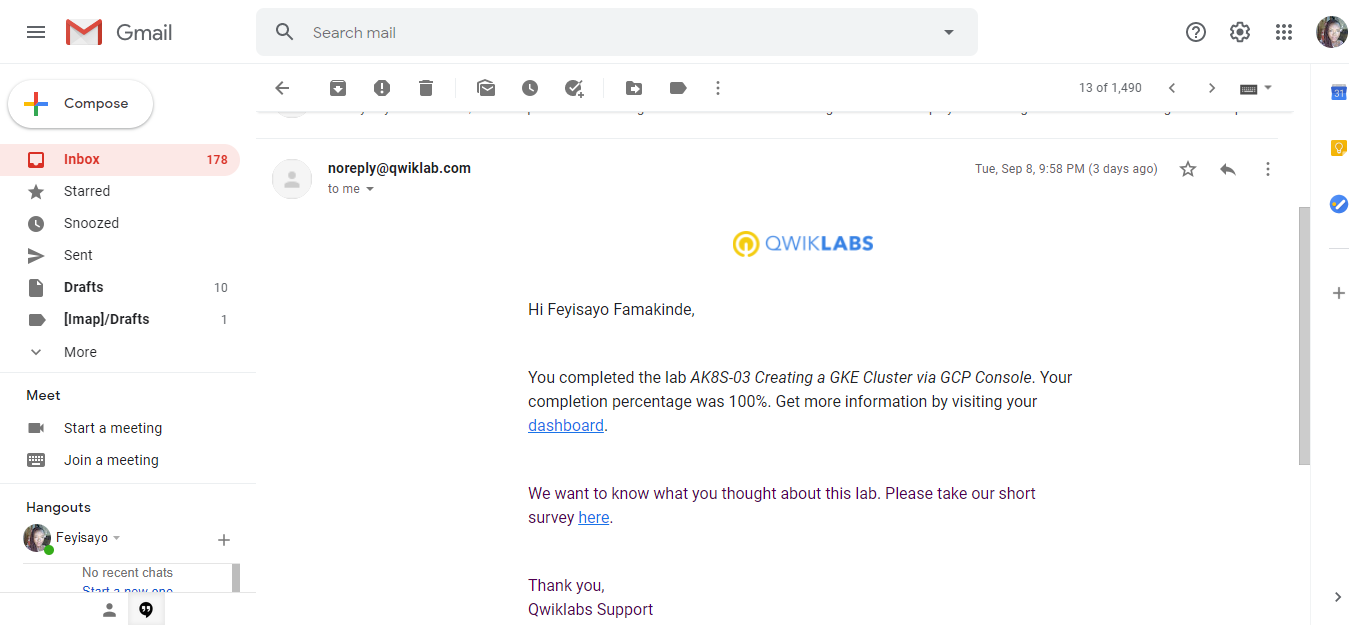 Gmail
Search mail
Compose
13 of 1,490
31
Inbox 178
Starred
Snoozed
Sent
Drafts 10
[Imap]/Drafts 1
More
Meet
Start a meeting
Join a meeting
Hangouts
Feyisayo
No recent chats
Start a new one
noreply@qwiklab.com
Tue, Sep 8, 9:58 PM (3 days ago)
to me
QWIKLABS
Hi Feyisayo Famakinde,
You completed the lab AK8S-03 Creating a GKE Cluster via GCP Console. Your
completion percentage was 100%. Get more information by visiting your
dashboard.
We want to know what you thought about this lab. Please take our short
survey here.
Thank you,
Qwiklabs Support